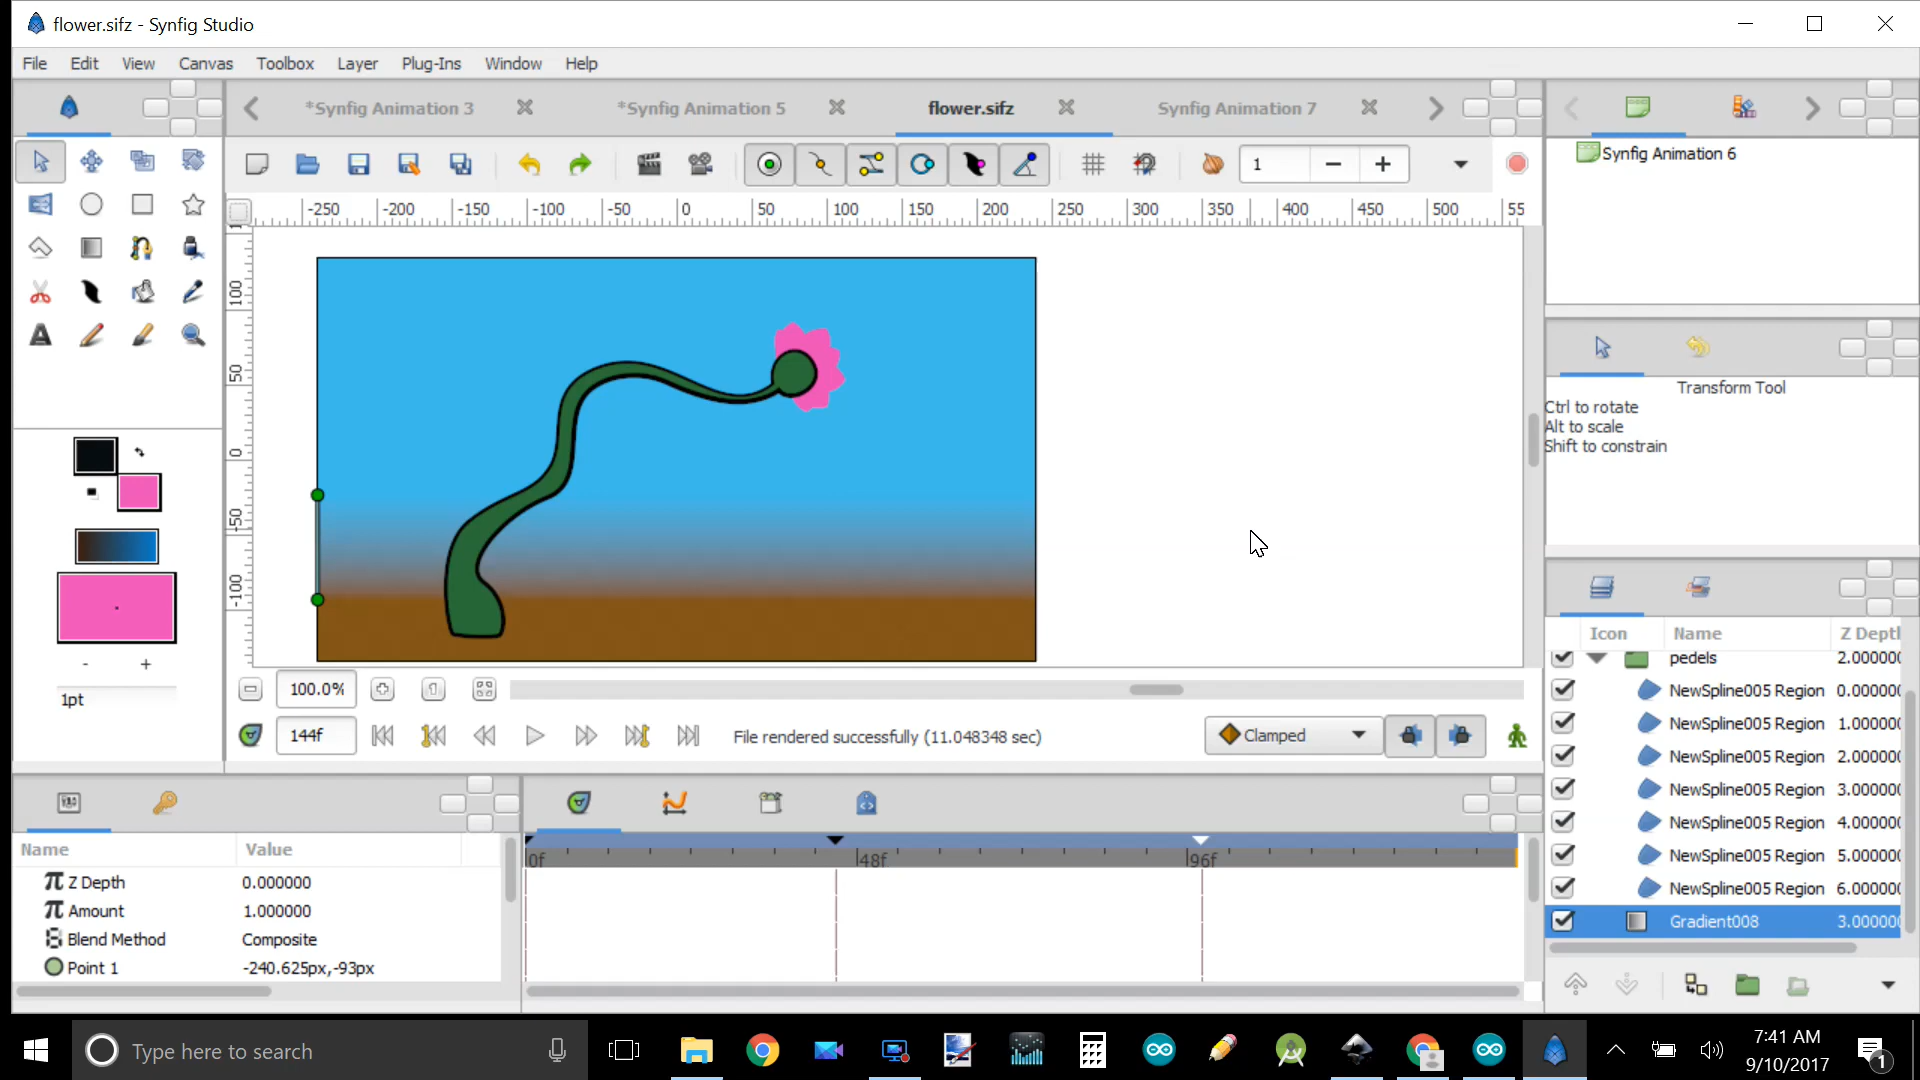 flower.sifz - Synfig Studio
File Edit View Canvas Toolbox Layer Plug-Ins Window Help
*Synfig Animation 3 *Synfig Animation 5 flower.sifz Synfig Animation 7
1
Synfig Animation 6
-250 -200 -150 -100 -50 0 50 100 150 200 250 300 350 400 450 500 55
100
50
0
-50
-100
Transform Tool
Ctrl to rotate
Alt to scale
Shift to constrain
- +
1pt
100.0%
144f File rendered successfully (11.048348 sec) Clamped
Icon Name Z Depth
pedels 2.00000
NewSpline005 Region 0.00000
NewSpline005 Region 1.00000
NewSpline005 Region 2.00000
NewSpline005 Region 3.00000
NewSpline005 Region 4.00000
NewSpline005 Region 5.00000
NewSpline005 Region 6.00000
Gradient008 3.00000
Name Value
Z Depth 0.000000
Amount 1.000000
Blend Method Composite
Point 1 -240.625px,-93px
0f 48f 96f
Type here to search
7:41 AM
9/10/2017
1